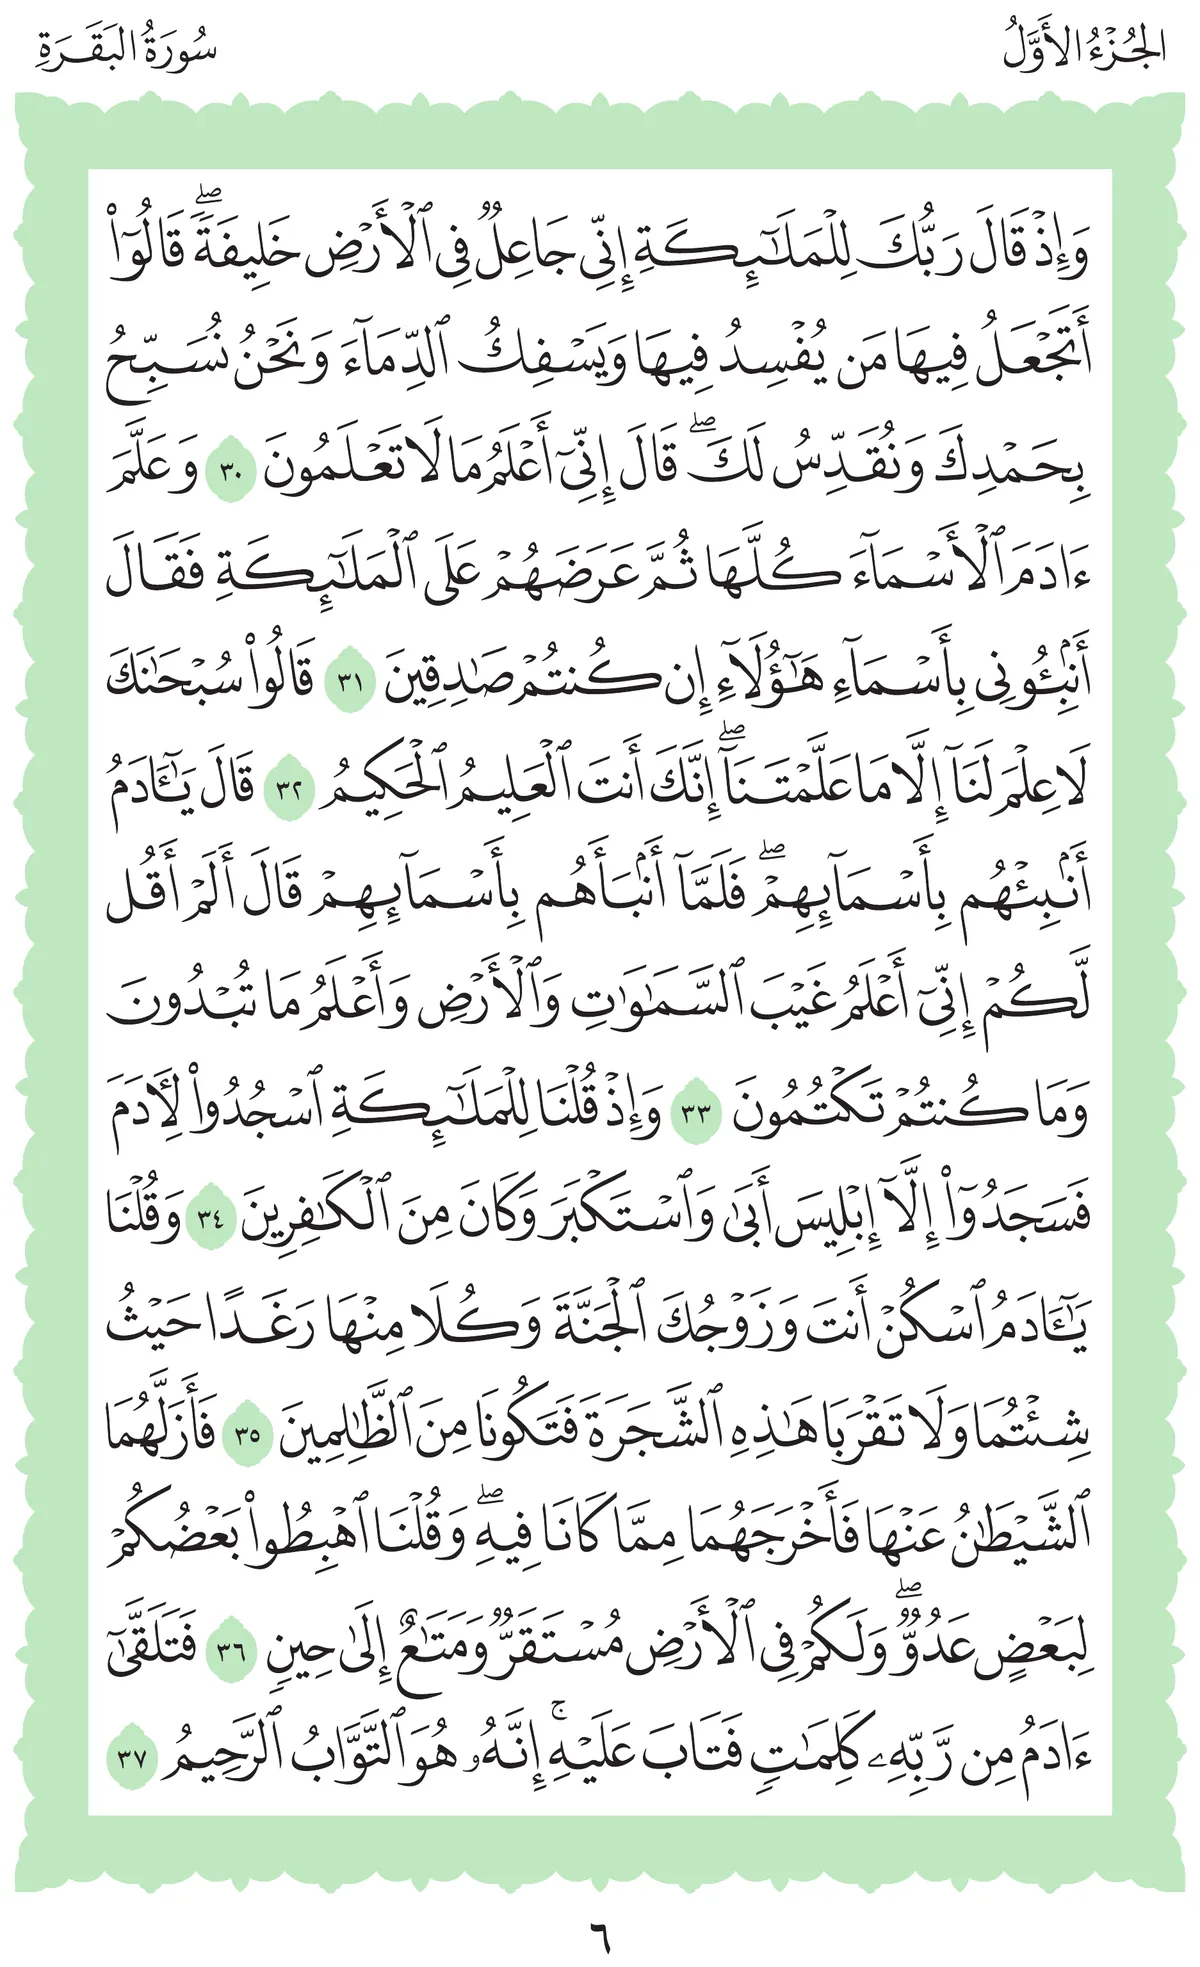 الجُزْءُ الأَوَّلُ
سُورَةُ البَقَرَةِ
وَإِذْ قَالَ رَبُّكَ لِلْمَلَٰٓئِكَةِ إِنِّي جَاعِلٌ فِي ٱلْأَرْضِ خَلِيفَةًۖ قَالُوٓاْ
أَتَجْعَلُ فِيهَا مَن يُفْسِدُ فِيهَا وَيَسْفِكُ ٱلدِّمَآءَ وَنَحْنُ نُسَبِّحُ
بِحَمْدِكَ وَنُقَدِّسُ لَكَۖ قَالَ إِنِّيٓ أَعْلَمُ مَا لَا تَعْلَمُونَ ٣٠ وَعَلَّمَ
ءَادَمَ ٱلْأَسْمَآءَ كُلَّهَا ثُمَّ عَرَضَهُمْ عَلَى ٱلْمَلَٰٓئِكَةِ فَقَالَ
أَنۢبِـُٔونِي بِأَسْمَآءِ هَٰٓؤُلَآءِ إِن كُنتُمْ صَٰدِقِينَ ٣١ قَالُواْ سُبْحَٰنَكَ
لَا عِلْمَ لَنَآ إِلَّا مَا عَلَّمْتَنَآۖ إِنَّكَ أَنتَ ٱلْعَلِيمُ ٱلْحَكِيمُ ٣٢ قَالَ يَٰٓـَٔادَمُ
أَنۢبِئْهُم بِأَسْمَآئِهِمْۖ فَلَمَّآ أَنۢبَأَهُم بِأَسْمَآئِهِمْ قَالَ أَلَمْ أَقُل
لَّكُمْ إِنِّيٓ أَعْلَمُ غَيْبَ ٱلسَّمَٰوَٰتِ وَٱلْأَرْضِ وَأَعْلَمُ مَا تُبْدُونَ
وَمَا كُنتُمْ تَكْتُمُونَ ٣٣ وَإِذْ قُلْنَا لِلْمَلَٰٓئِكَةِ ٱسْجُدُواْ لِأٓدَمَ
فَسَجَدُوٓاْ إِلَّآ إِبْلِيسَ أَبَىٰ وَٱسْتَكْبَرَ وَكَانَ مِنَ ٱلْكَٰفِرِينَ ٣٤ وَقُلْنَا
يَٰٓـَٔادَمُ ٱسْكُنْ أَنتَ وَزَوْجُكَ ٱلْجَنَّةَ وَكُلَا مِنْهَا رَغَدًا حَيْثُ
شِئْتُمَا وَلَا تَقْرَبَا هَٰذِهِ ٱلشَّجَرَةَ فَتَكُونَا مِنَ ٱلظَّٰلِمِينَ ٣٥ فَأَزَلَّهُمَا
ٱلشَّيْطَٰنُ عَنْهَا فَأَخْرَجَهُمَا مِمَّا كَانَا فِيهِۖ وَقُلْنَا ٱهْبِطُواْ بَعْضُكُمْ
لِبَعْضٍ عَدُوٌّۖ وَلَكُمْ فِي ٱلْأَرْضِ مُسْتَقَرٌّ وَمَتَٰعٌ إِلَىٰ حِينٍ ٣٦ فَتَلَقَّىٰٓ
ءَادَمُ مِن رَّبِّهِۦ كَلِمَٰتٍ فَتَابَ عَلَيْهِۚ إِنَّهُۥ هُوَ ٱلتَّوَّابُ ٱلرَّحِيمُ ٣٧
٦